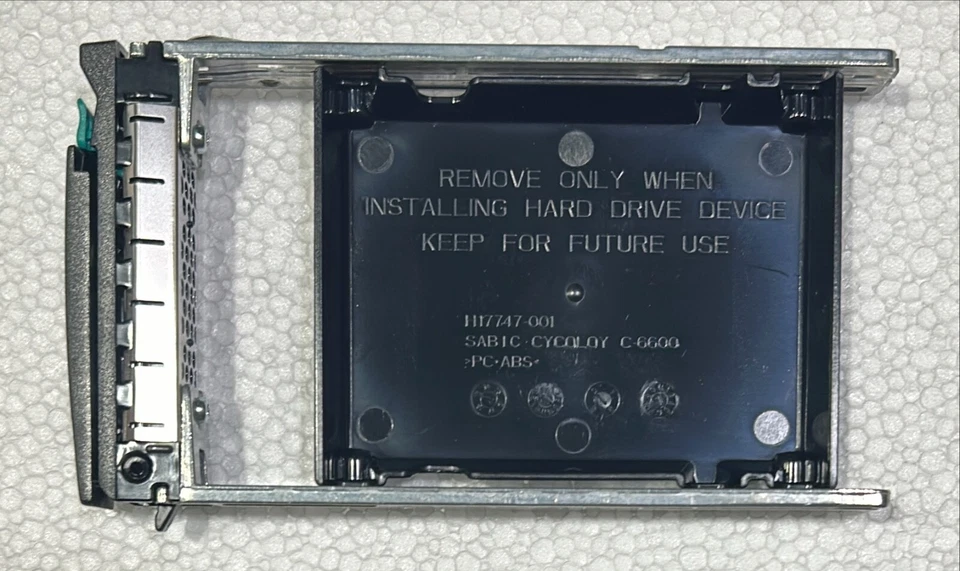 REMOVE ONLY WHEN
INSTALLING HARD DRIVE DEVICE
KEEP FOR FUTURE USE
H17747-001
SABIC-CYCOLOY C-6600
>PC+ABS<